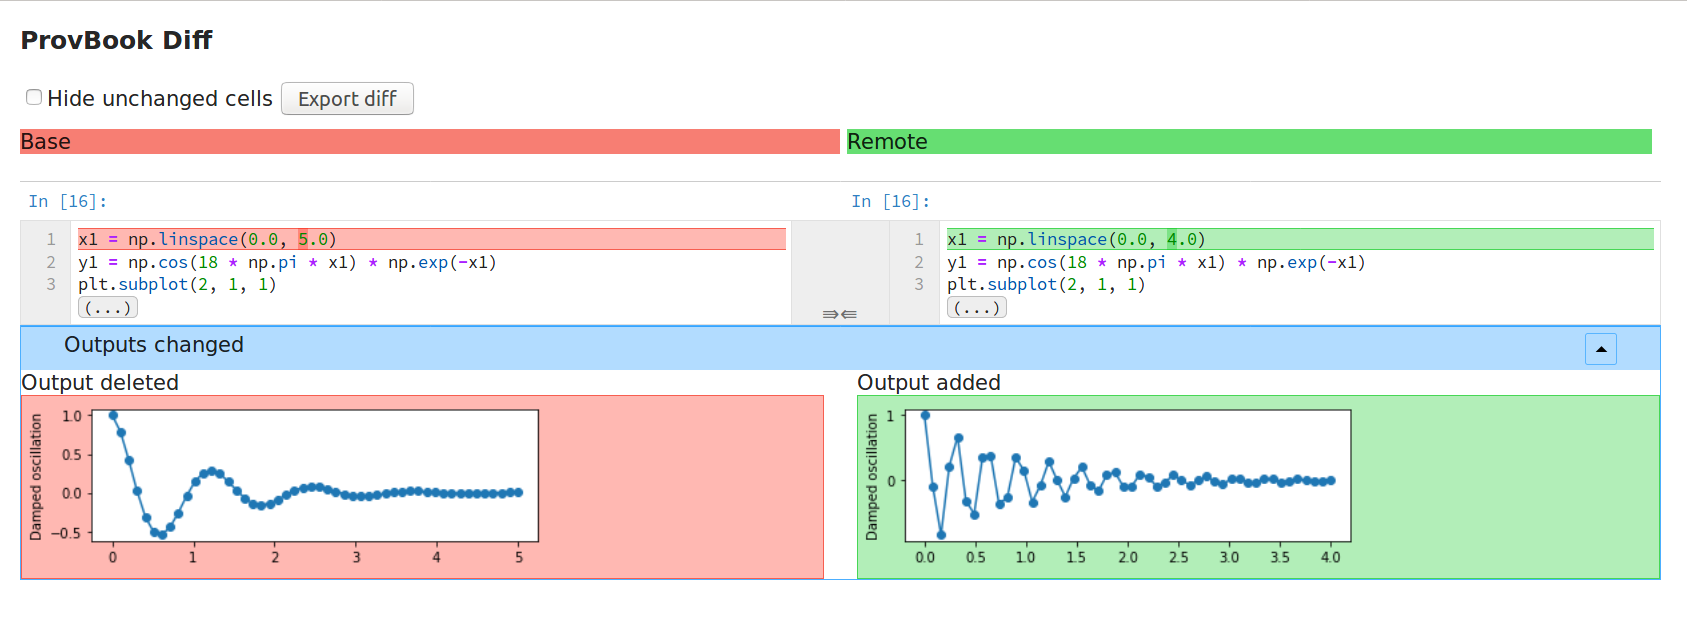 ProvBook Diff
Hide unchanged cells Export diff
Base Remote
In [16]: In [16]:
1 x1 = np.linspace(0.0, 5.0) 1 x1 = np.linspace(0.0, 4.0)
2 y1 = np.cos(18 * np.pi * x1) * np.exp(-x1) 2 y1 = np.cos(18 * np.pi * x1) * np.exp(-x1)
3 plt.subplot(2, 1, 1) 3 plt.subplot(2, 1, 1)
(...) (...)
Outputs changed
Output deleted Output added
Damped oscillation
1.0
0.5
0.0
−0.5
0 1 2 3 4 5
Damped oscillation
1
0
0.0 0.5 1.0 1.5 2.0 2.5 3.0 3.5 4.0